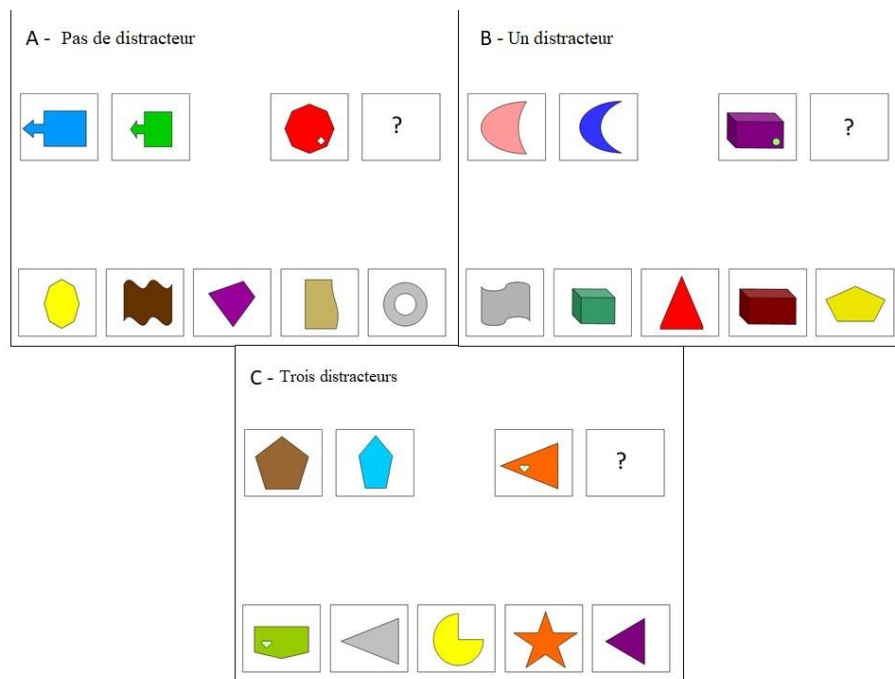 A - Pas de distracteur
?
B - Un distracteur
?
C - Trois distracteurs
?